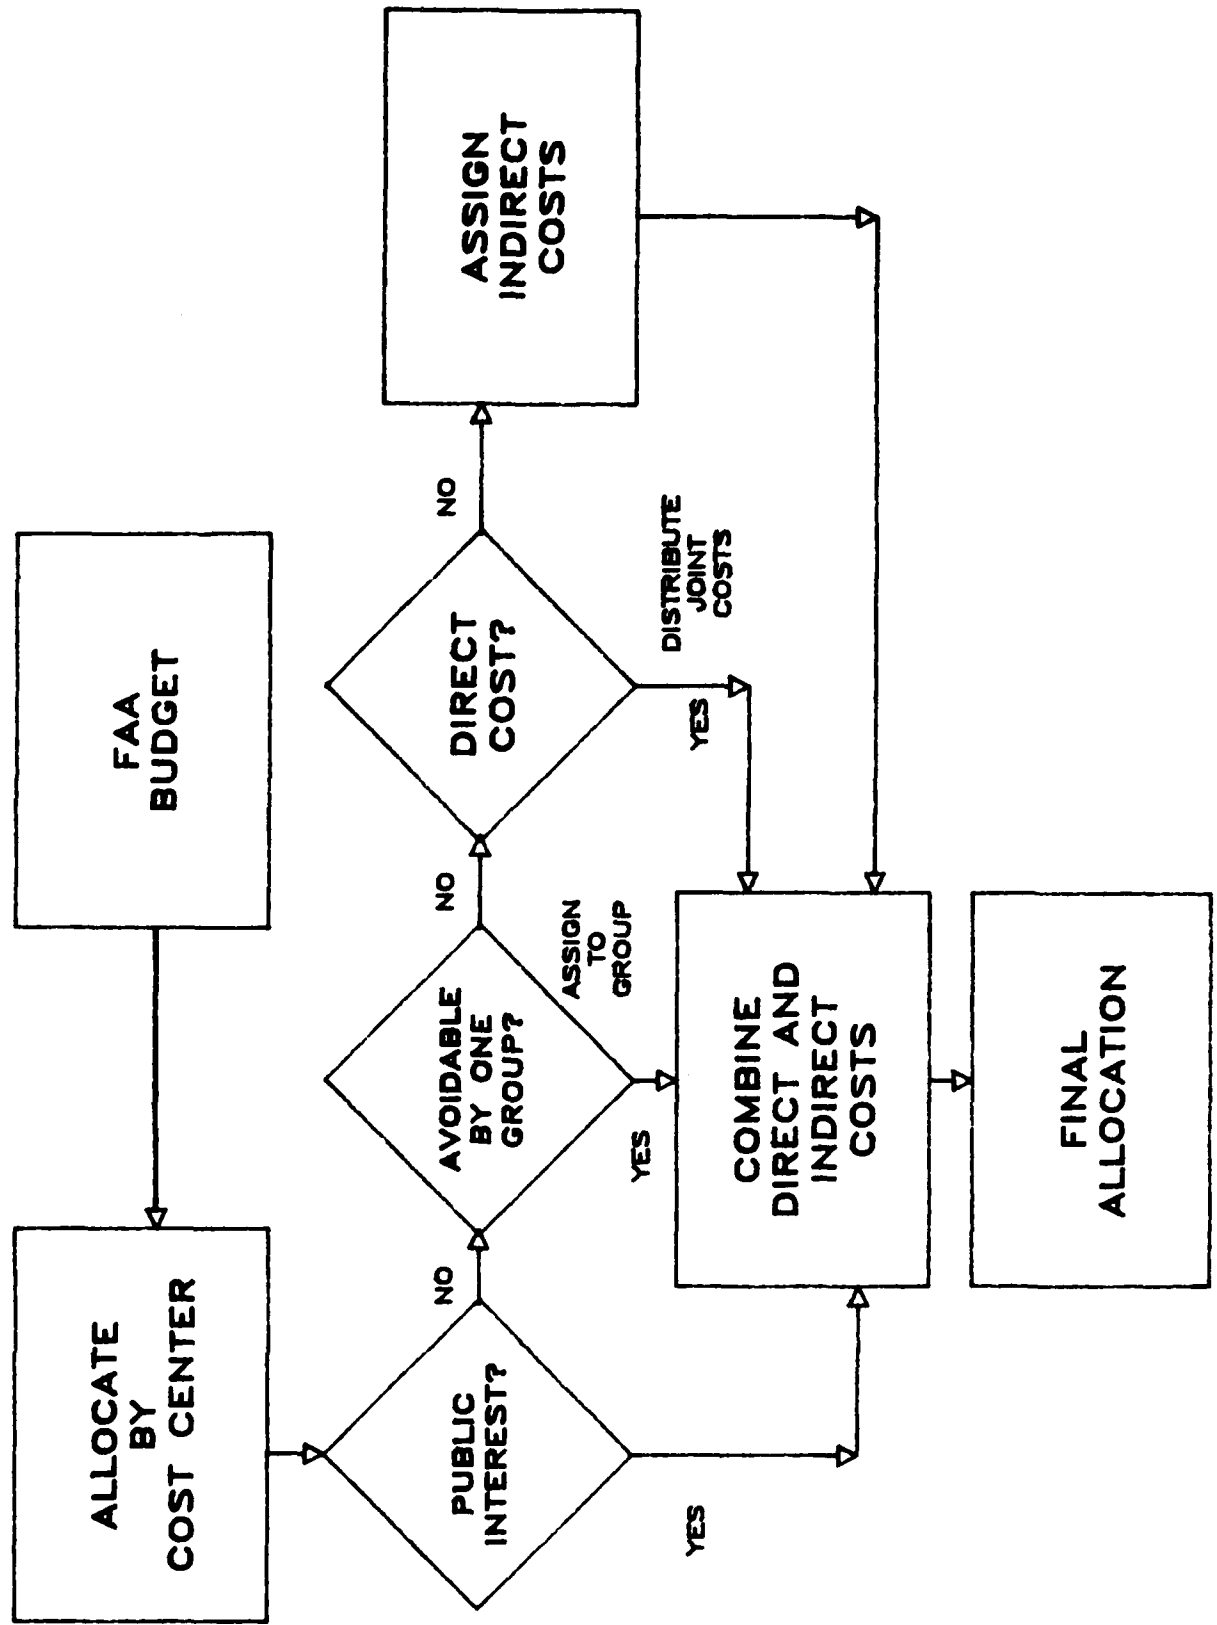 FAA
BUDGET
ALLOCATE
BY
COST CENTER
PUBLIC
INTEREST?
NO
YES
AVOIDABLE
BY ONE
GROUP?
NO
YES
ASSIGN
TO
GROUP
DIRECT
COST?
NO
YES
DISTRIBUTE
JOINT
COSTS
ASSIGN
INDIRECT
COSTS
COMBINE
DIRECT AND
INDIRECT
COSTS
FINAL
ALLOCATION